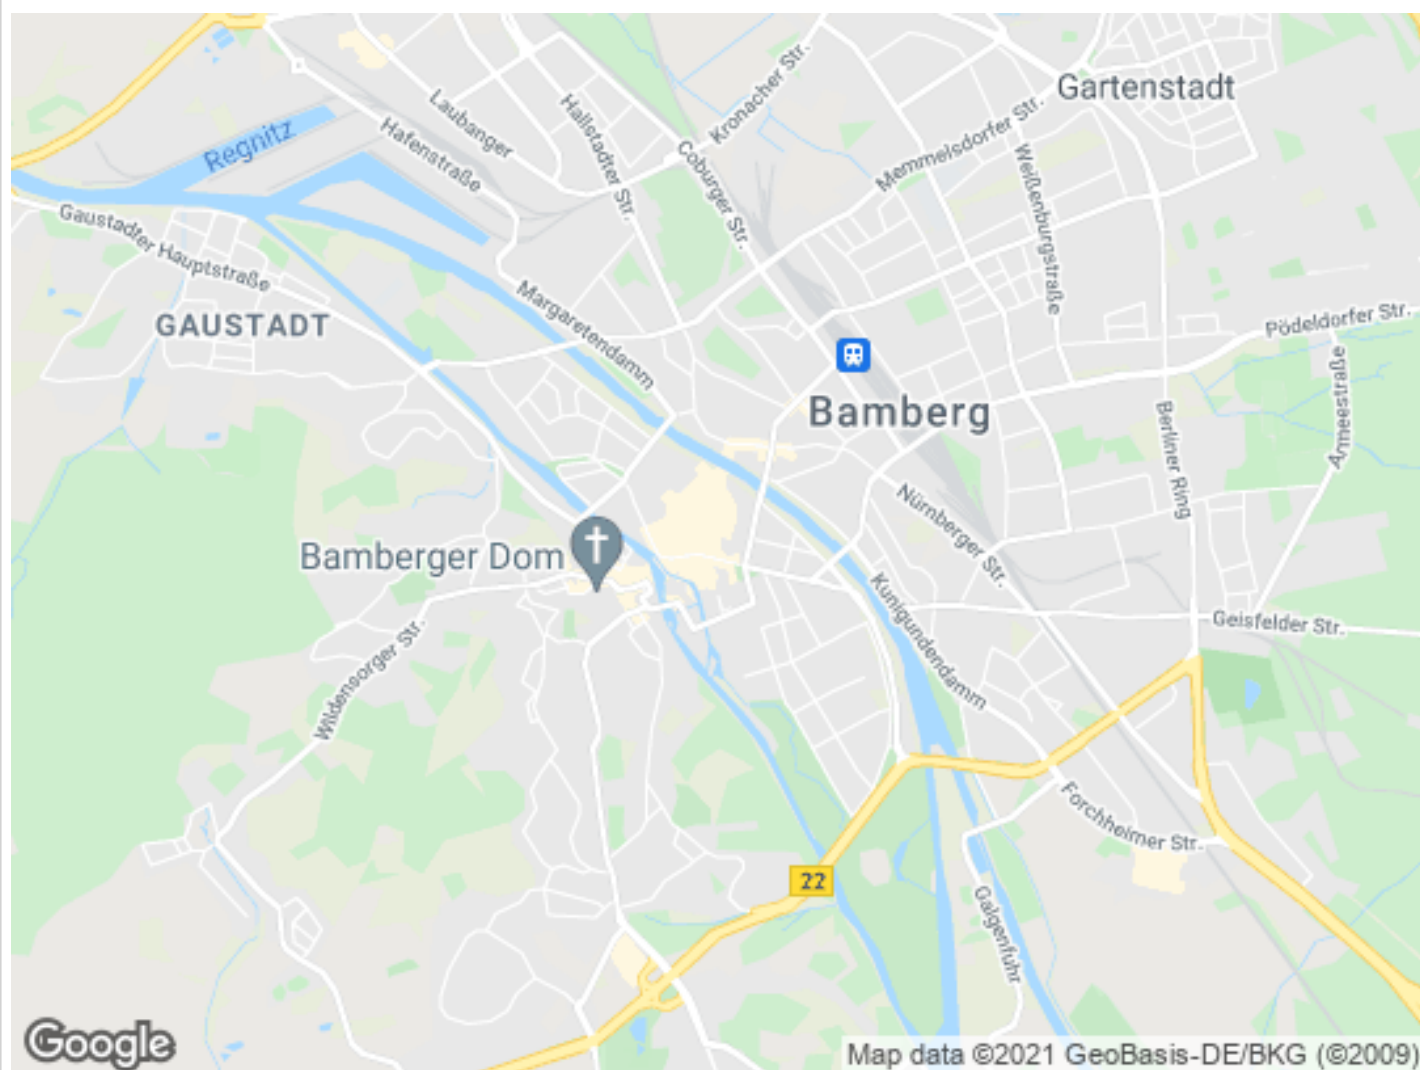 Gartenstadt
Kronacher Str.
Laubanger
Hallstadter Str.
Memmelsdorfer Str.
Regnitz
Hafenstraße
Coburger Str.
Weißenburgstraße
Gaustadter Hauptstraße
Margaretendamm
GAUSTADT
Pödeldorfer Str.
Armeestraße
Bamberg
Berliner Ring
Nürnberger Str.
Bamberger Dom
Kunigundendamm
Geisfelder Str.
Wildensorger Str.
Forchheimer Str.
22
Galgenfuhr
Google
Map data ©2021 GeoBasis-DE/BKG (©2009)